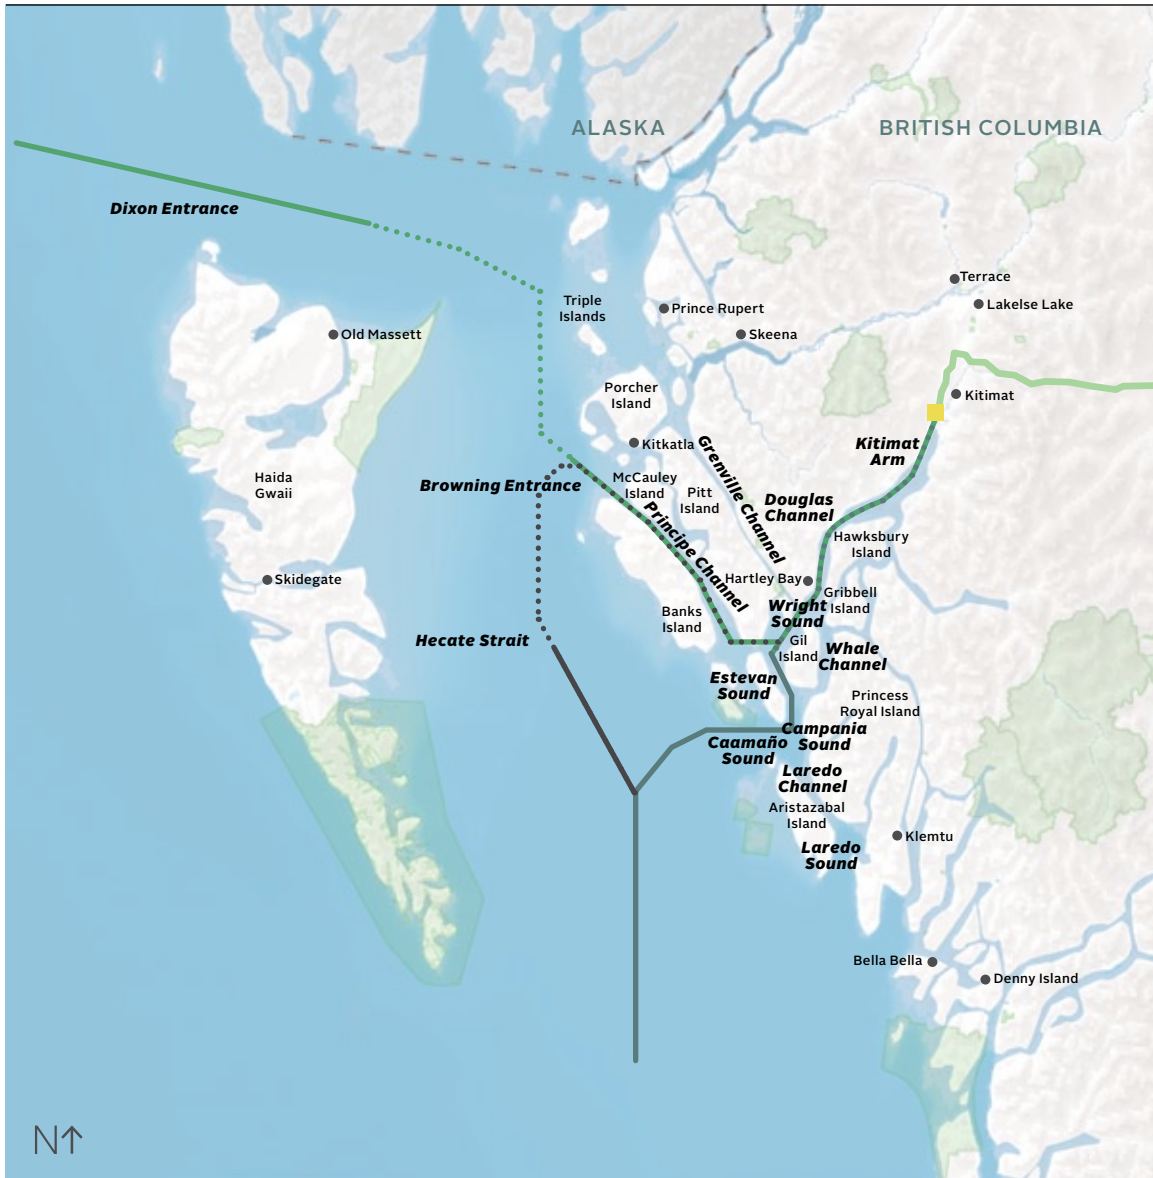 ALASKA
BRITISH COLUMBIA
Dixon Entrance
Terrace
Lakelse Lake
Triple
Islands
Prince Rupert
Old Massett
Skeena
Porcher
Island
Kitimat
Kitkatla
Kitimat
Arm
Grenville Channel
Haida
Gwaii
Browning Entrance
McCauley
Island
Pitt
Island
Douglas
Channel
Principe Channel
Hawksbury
Island
Skidegate
Hartley Bay
Gribbell
Island
Banks
Island
Wright
Sound
Hecate Strait
Gil
Island
Whale
Channel
Estevan
Sound
Princess
Royal Island
Campania
Sound
Caamaño
Sound
Laredo
Channel
Aristazabal
Island
Klemtu
Laredo
Sound
Bella Bella
Denny Island
N↑